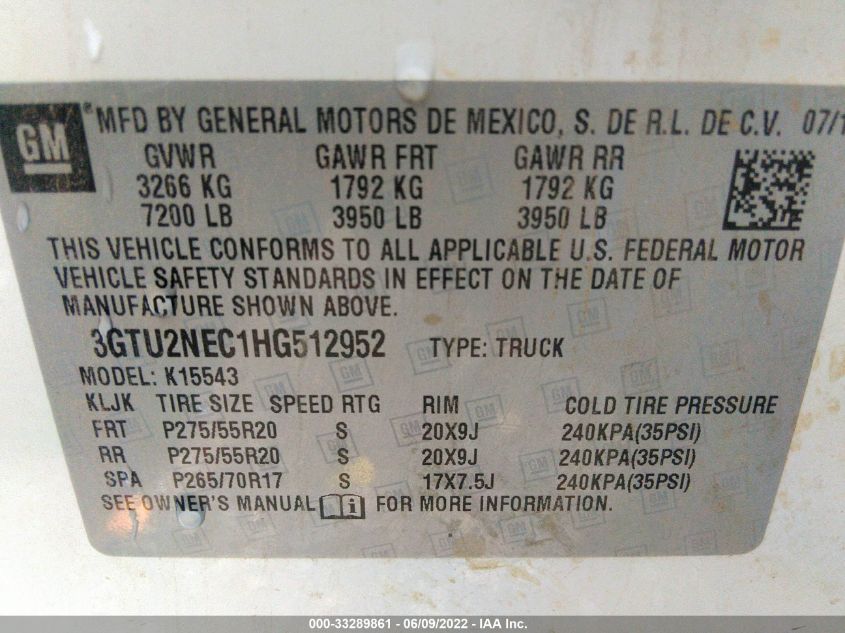 GM ® MFD BY GENERAL MOTORS DE MEXICO, S. DE R.L. DE C.V. 07/1
GVWR GAWR FRT GAWR RR
3266 KG 1792 KG 1792 KG
7200 LB 3950 LB 3950 LB
THIS VEHICLE CONFORMS TO ALL APPLICABLE U.S. FEDERAL MOTOR
VEHICLE SAFETY STANDARDS IN EFFECT ON THE DATE OF
MANUFACTURE SHOWN ABOVE.
3GTU2NEC1HG512952 TYPE: TRUCK
MODEL: K15543
KLJK TIRE SIZE SPEED RTG RIM COLD TIRE PRESSURE
FRT P275/55R20 S 20X9J 240KPA(35PSI)
RR P275/55R20 S 20X9J 240KPA(35PSI)
SPA P265/70R17 S 17X7.5J 240KPA(35PSI)
SEE OWNER'S MANUAL FOR MORE INFORMATION.
000-33289861 - 06/09/2022 - IAA Inc.